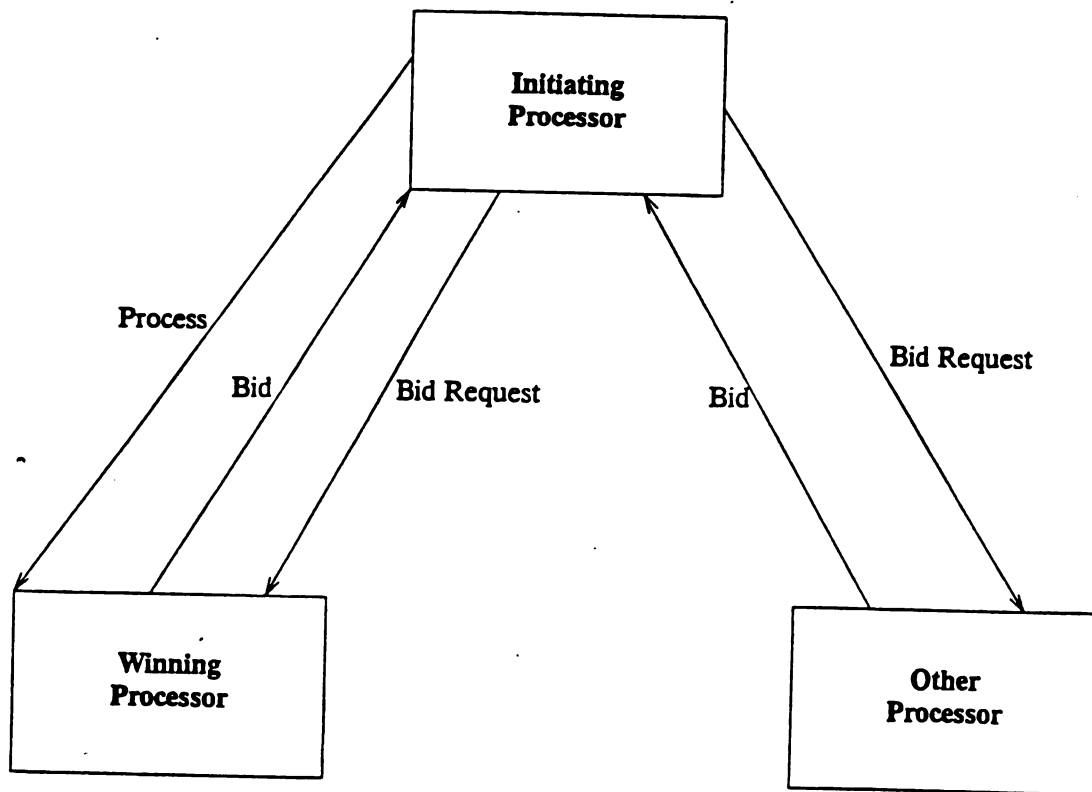 Initiating
Processor
Process
Bid
Bid Request
Bid
Bid Request
Winning
Processor
Other
Processor